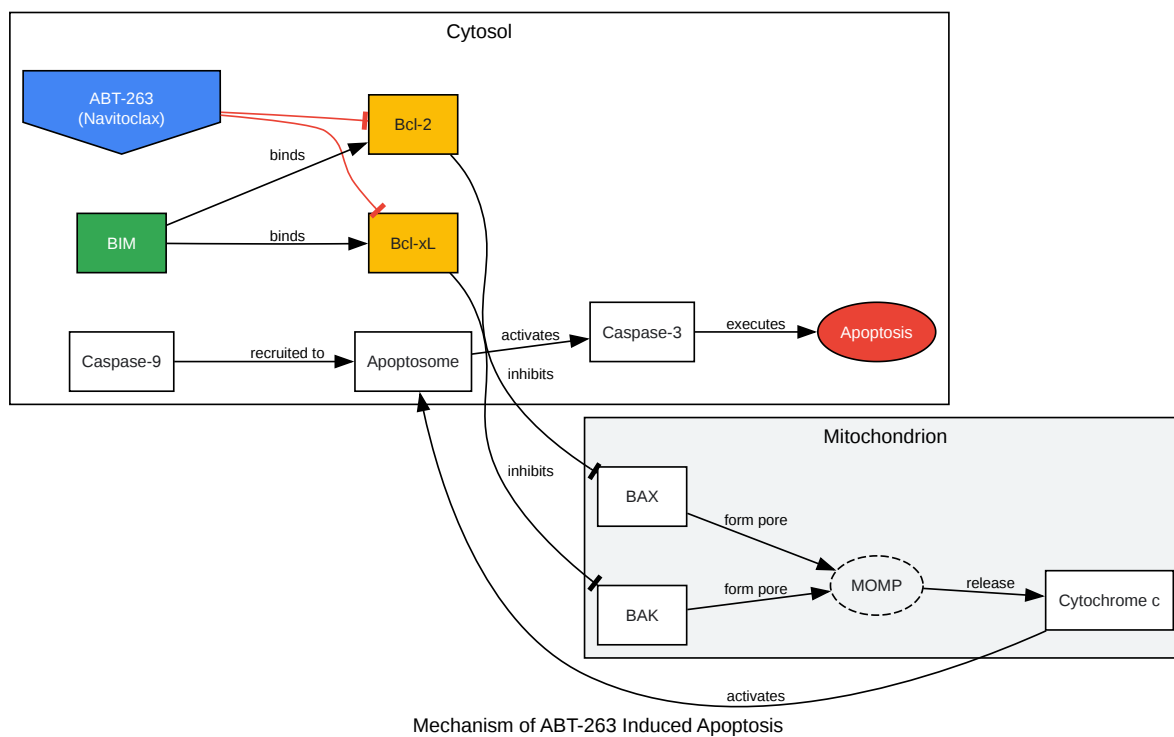 Cytosol
ABT-263
(Navitoclax)
Bcl-2
binds
BIM
binds
Bcl-xL
Caspase-9
recruited to
Apoptosome
activates
Caspase-3
executes
Apoptosis
inhibits
Mitochondrion
inhibits
BAX
form pore
BAK
form pore
MOMP
release
Cytochrome c
activates
Mechanism of ABT-263 Induced Apoptosis